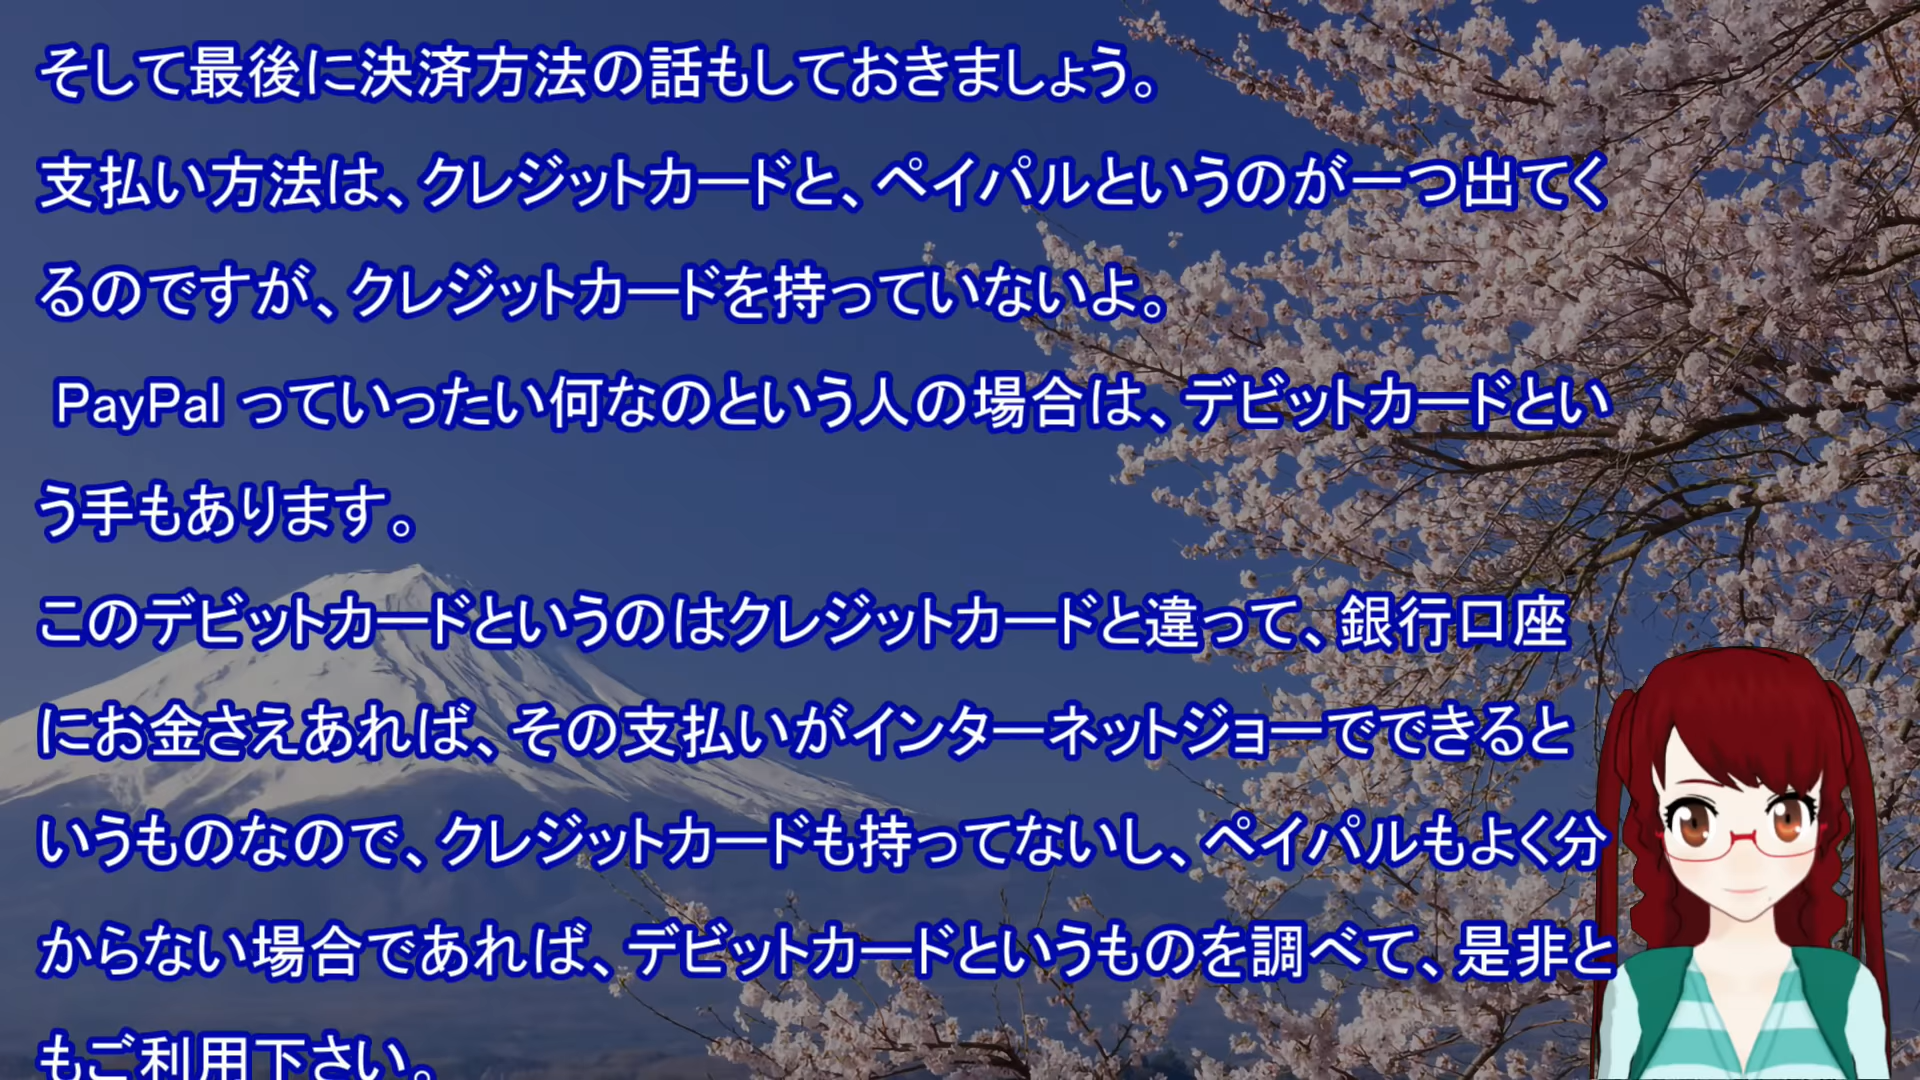 そして最後に決済方法の話もしておきましょう。
支払い方法は、クレジットカードと、ペイパルというのが一つ出てく
るのですが、クレジットカードを持っていないよ。
PayPal っていったい何なのという人の場合は、デビットカードとい
う手もあります。
このデビットカードというのはクレジットカードと違って、銀行口座
にお金さえあれば、その支払いがインターネットジョーでできると
いうものなので、クレジットカードも持ってないし、ペイパルもよく分
からない場合であれば、デビットカードというものを調べて、是非と
もご利用下さい。